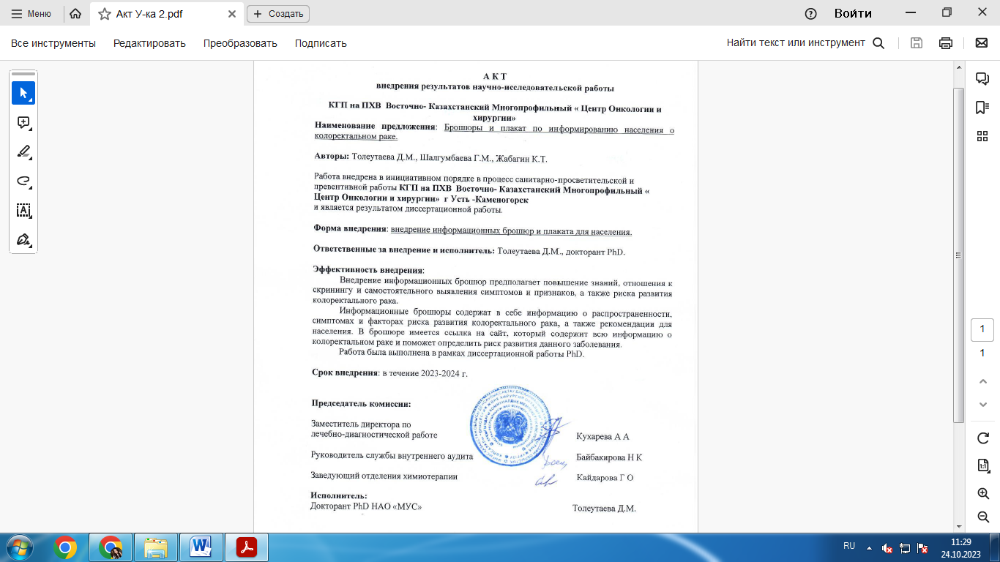 Меню
Акт У-ка 2.pdf
Создать
Войти
Все инструменты
Редактировать
Преобразовать
Подписать
Найти текст или инструмент
А К Т
внедрения результатов научно-исследовательской работы
КГП на ПХВ Восточно- Казахстанский Многопрофильный « Центр Онкологии и
хирургии»
Наименование предложения: Брошюры и плакат по информированию населения о
колоректальном раке.
Авторы: Толеутаева Д.М., Шалгумбаева Г.М., Жабагин К.Т.
Работа внедрена в инициативном порядке в процесс санитарно-просветительской и
превентивной работы КГП на ПХВ Восточно- Казахстанский Многопрофильный «
Центр Онкологии и хирургии» г Усть -Каменогорск
и является результатом диссертационной работы.
Форма внедрения: внедрение информационных брошюр и плаката для населения.
Ответственные за внедрение и исполнитель: Толеутаева Д.М., докторант PhD.
Эффективность внедрения:
Внедрение информационных брошюр предполагает повышение знаний, отношения к
скринингу и самостоятельного выявления симптомов и признаков, а также риска развития
колоректального рака.
Информационные брошюры содержат в себе информацию о распространенности,
симптомах и факторах риска развития колоректального рака, а также рекомендации для
населения. В брошюре имеется ссылка на сайт, который содержит всю информацию о
колоректальном раке и поможет определить риск развития данного заболевания.
Работа была выполнена в рамках диссертационной работы PhD.
Срок внедрения: в течение 2023-2024 г.
Председатель комиссии:
Заместитель директора по
лечебно-диагностической работе
Кухарева А А
Руководитель службы внутреннего аудита
Байбакирова Н К
Заведующий отделения химиотерапии
Кайдарова Г О
Исполнитель:
Докторант PhD НАО «МУС»
Толеутаева Д.М.
1
1
1:1
RU
11:29
24.10.2023